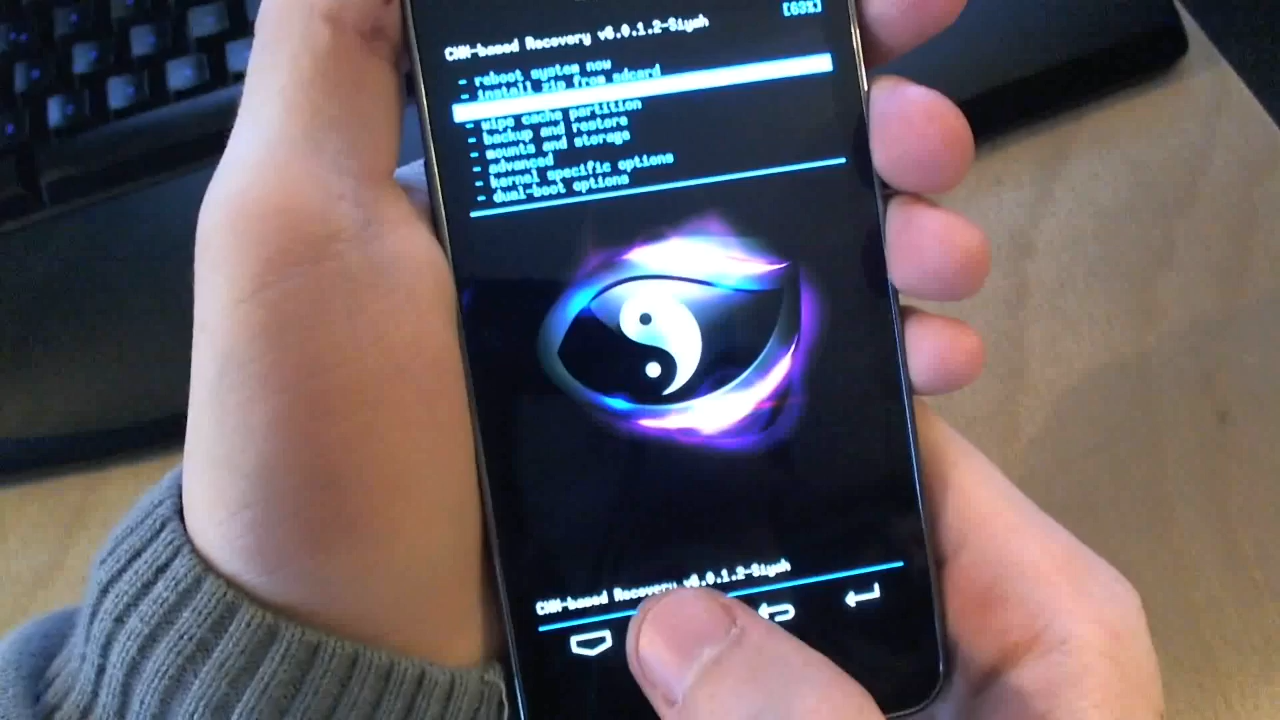 [63%]
CWM-based Recovery v6.0.1.2-Siyah
- reboot system now
- install zip from sdcard
- wipe cache partition
- backup and restore
- mounts and storage
- advanced
- kernel specific options
- dual-boot options
CWM-based Recovery v6.0.1.2-Siyah